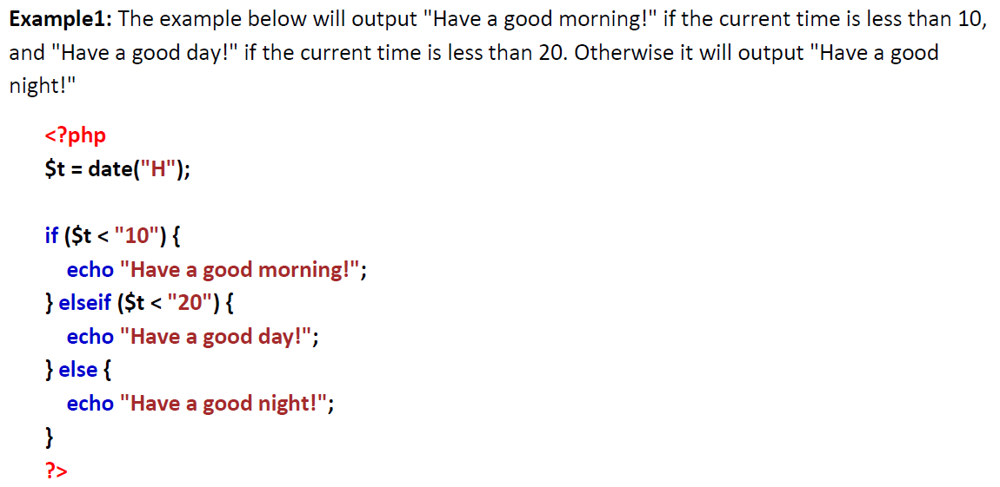 Example1: The example below will output "Have a good morning!" if the current time is less than 10,
and "Have a good day!" if the current time is less than 20. Otherwise it will output "Have a good
night!"
<?php
$t = date("H");
if ($t < "10") {
echo "Have a good morning!";
} elseif ($t < "20") {
echo "Have a good day!";
} else {
echo "Have a good night!";
}
?>